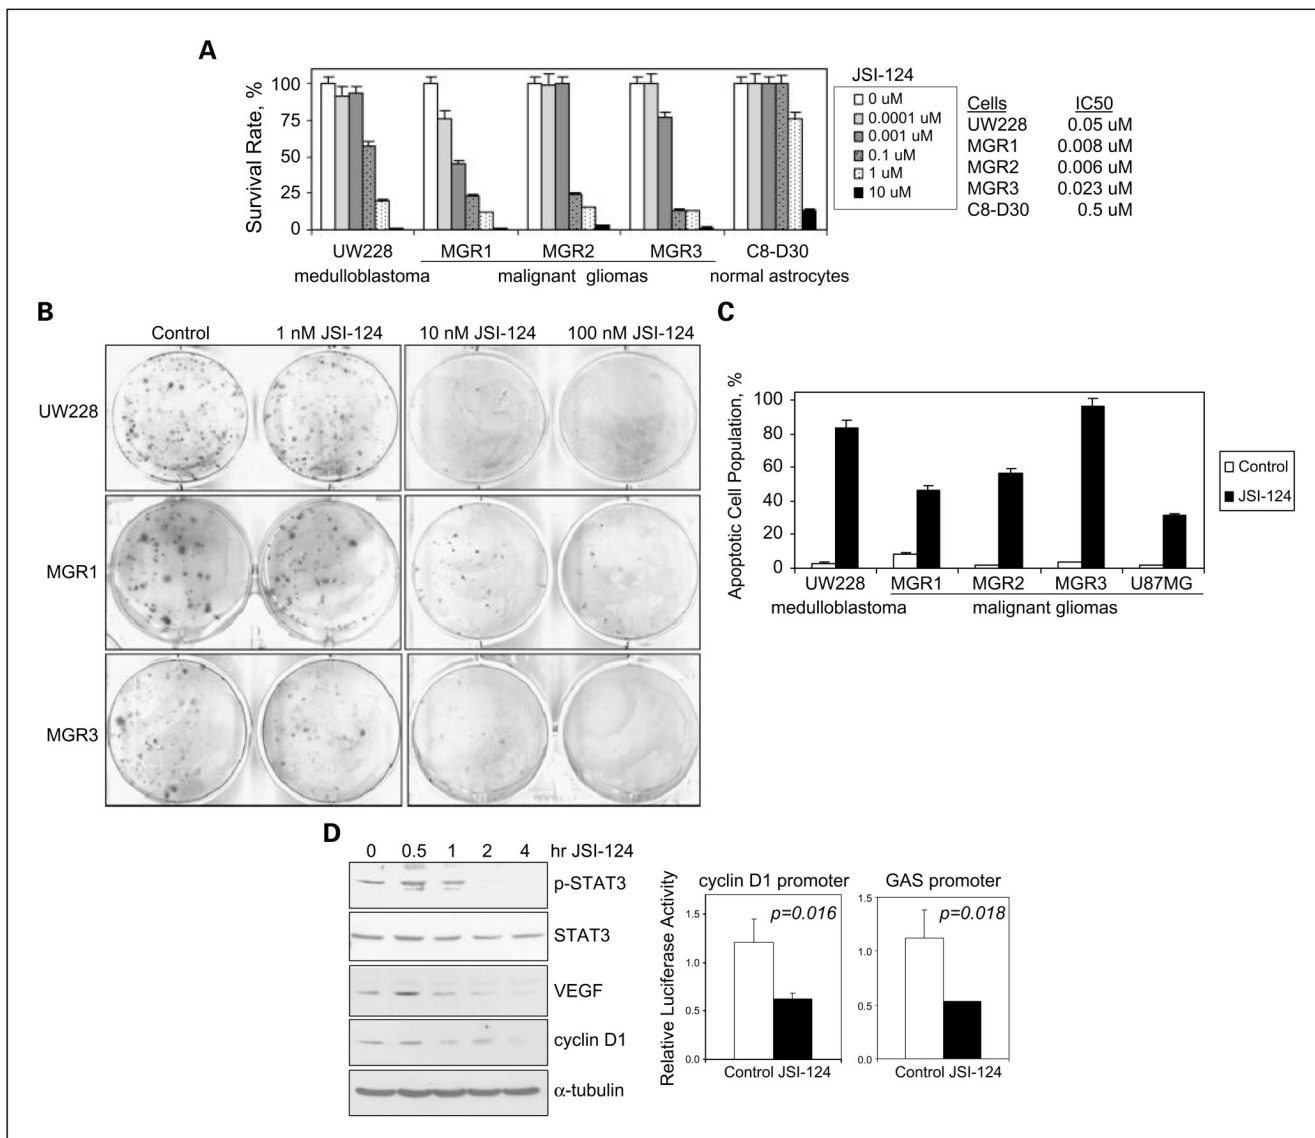 A
Survival Rate, %
100
75
50
25
0
UW228 MGR1 MGR2 MGR3 C8-D30
medulloblastoma malignant gliomas normal astrocytes
JSI-124
0 uM
0.0001 uM
0.001 uM
0.1 uM
1 uM
10 uM
Cells IC50
UW228 0.05 uM
MGR1 0.008 uM
MGR2 0.006 uM
MGR3 0.023 uM
C8-D30 0.5 uM
B
Control 1 nM JSI-124 10 nM JSI-124 100 nM JSI-124
UW228
MGR1
MGR3
C
Apoptotic Cell Population, %
100
80
60
40
20
0
UW228 MGR1 MGR2 MGR3 U87MG
medulloblastoma malignant gliomas
Control
JSI-124
D
0 0.5 1 2 4 hr JSI-124
p-STAT3
STAT3
VEGF
cyclin D1
α-tubulin
Relative Luciferase Activity
cyclin D1 promoter
p=0.016
1.5
1.0
0.5
0.0
Control JSI-124
GAS promoter
p=0.018
1.5
1.0
0.5
0.0
Control JSI-124